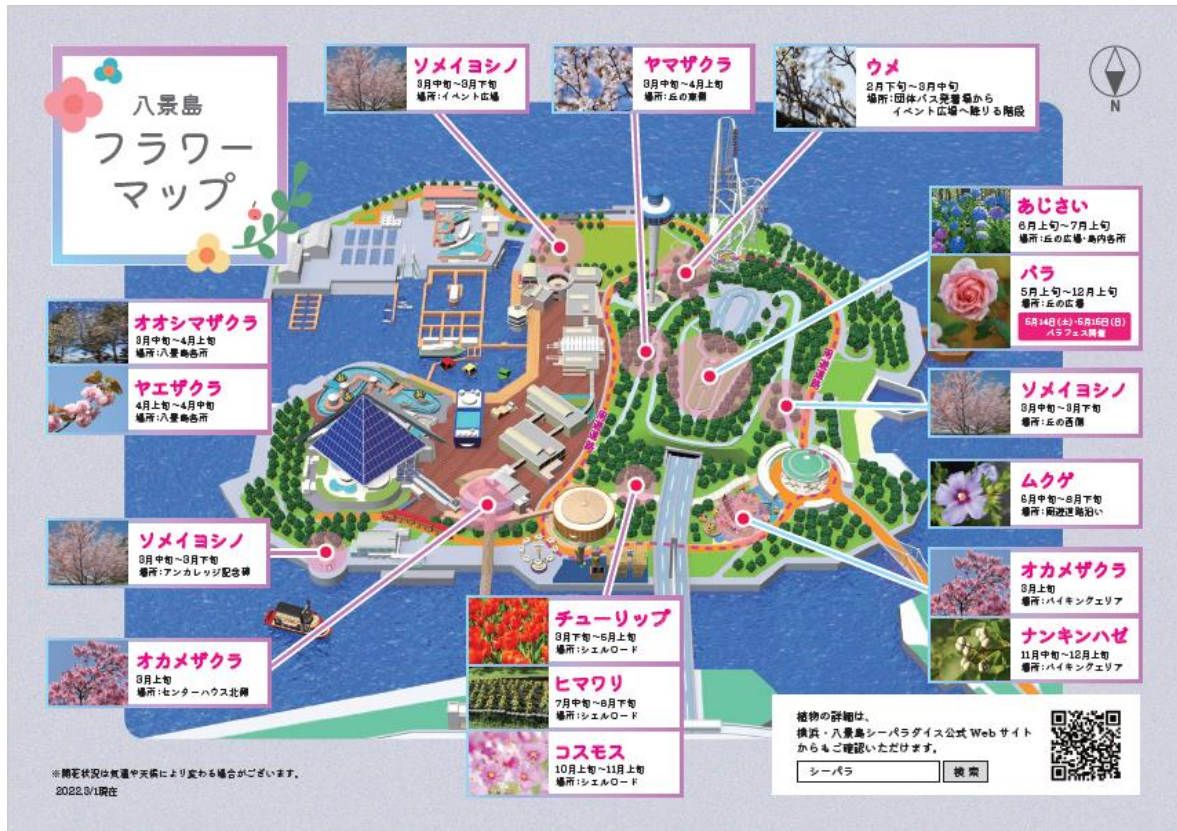 八景島
フラワー
マップ
ソメイヨシノ
3月中旬～3月下旬
場所:イベント広場
ヤマザクラ
3月中旬～4月上旬
場所:丘の東側
ウメ
2月下旬～3月中旬
場所:団体バス発着場から
イベント広場へ降りる階段
N
あじさい
6月上旬～7月上旬
場所:丘の広場・島内各所
バラ
5月上旬～12月上旬
場所:丘の広場
5月14日(土)・5月15日(日)
バラフェス開催
オオシマザクラ
3月中旬～4月上旬
場所:八景島各所
ヤエザクラ
4月上旬～4月中旬
場所:八景島各所
ソメイヨシノ
3月中旬～3月下旬
場所:丘の西側
周遊道路
周遊道路
ムクゲ
6月中旬～8月下旬
場所:周遊道路沿い
ソメイヨシノ
3月中旬～3月下旬
場所:アンカレッジ記念碑
オカメザクラ
3月上旬
場所:バイキングエリア
ナンキンハゼ
11月中旬～12月上旬
場所:バイキングエリア
オカメザクラ
3月上旬
場所:センターハウス北側
チューリップ
3月下旬～5月上旬
場所:シェルロード
ヒマワリ
7月中旬～8月下旬
場所:シェルロード
コスモス
10月上旬～11月上旬
場所:シェルロード
植物の詳細は、
横浜・八景島シーパラダイス公式 Web サイト
からもご確認いただけます。
シーパラ 検索
※開花状況は気温や天候により変わる場合がございます。
2022.3/1現在